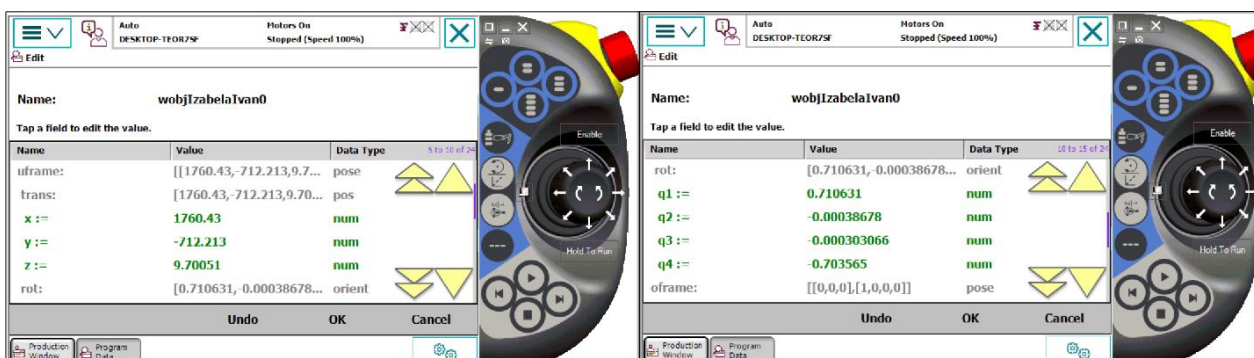 Auto
DESKTOP-TEOR7SF
Motors On
Stopped (Speed 100%)
Edit
Name: wobjIzabelaIvan0
Tap a field to edit the value.
Name Value Data Type 5 to 10 of 24
uframe: [[1760.43,-712.213,9.7... pose
trans: [1760.43,-712.213,9.70... pos
x := 1760.43 num
y := -712.213 num
z := 9.70051 num
rot: [0.710631,-0.00038678... orient
Undo OK Cancel
Production Window
Program Data
Enable
Hold To Run
Auto
DESKTOP-TEOR7SF
Motors On
Stopped (Speed 100%)
Edit
Name: wobjIzabelaIvan0
Tap a field to edit the value.
Name Value Data Type 10 to 15 of 24
rot: [0.710631,-0.00038678... orient
q1 := 0.710631 num
q2 := -0.00038678 num
q3 := -0.000303066 num
q4 := -0.703565 num
oframe: [[0,0,0],[1,0,0,0]] pose
Undo OK Cancel
Production Window
Program Data
Enable
Hold To Run